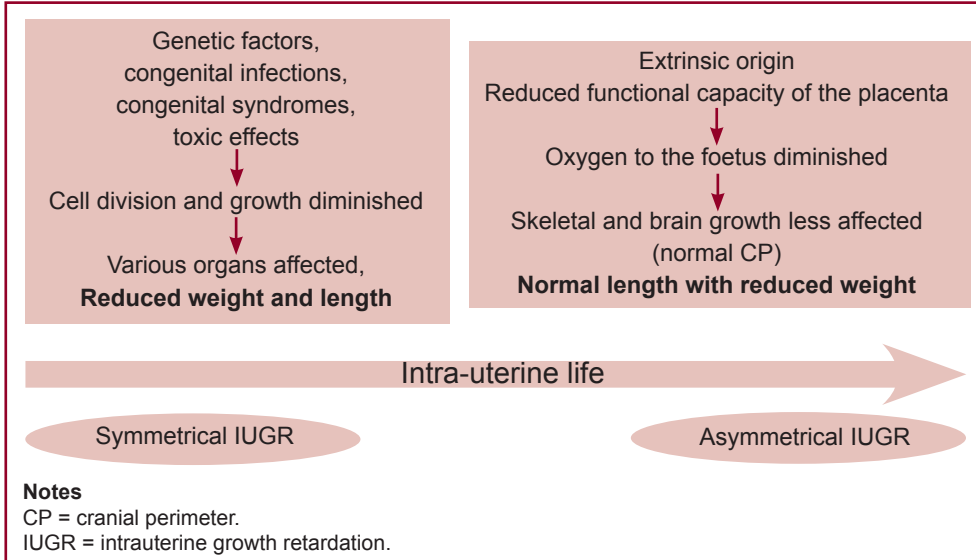 Genetic factors,
congenital infections,
congenital syndromes,
toxic effects
Cell division and growth diminished
Various organs affected,
Reduced weight and length
Extrinsic origin
Reduced functional capacity of the placenta
Oxygen to the foetus diminished
Skeletal and brain growth less affected
(normal CP)
Normal length with reduced weight
Intra-uterine life
Symmetrical IUGR
Asymmetrical IUGR
Notes
CP = cranial perimeter.
IUGR = intrauterine growth retardation.